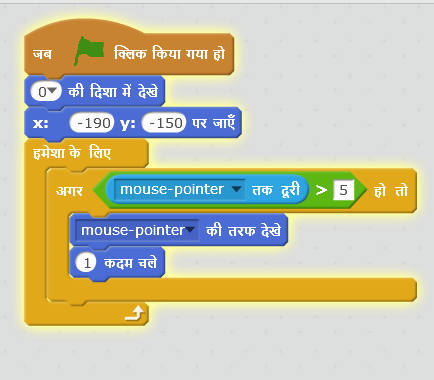 जब क्लिक किया गया हो
0 की दिशा में देखे
x: -190 y: -150 पर जाएँ
हमेशा के लिए
अगर mouse-pointer तक दूरी > 5 हो तो
mouse-pointer की तरफ देखे
1 कदम चले